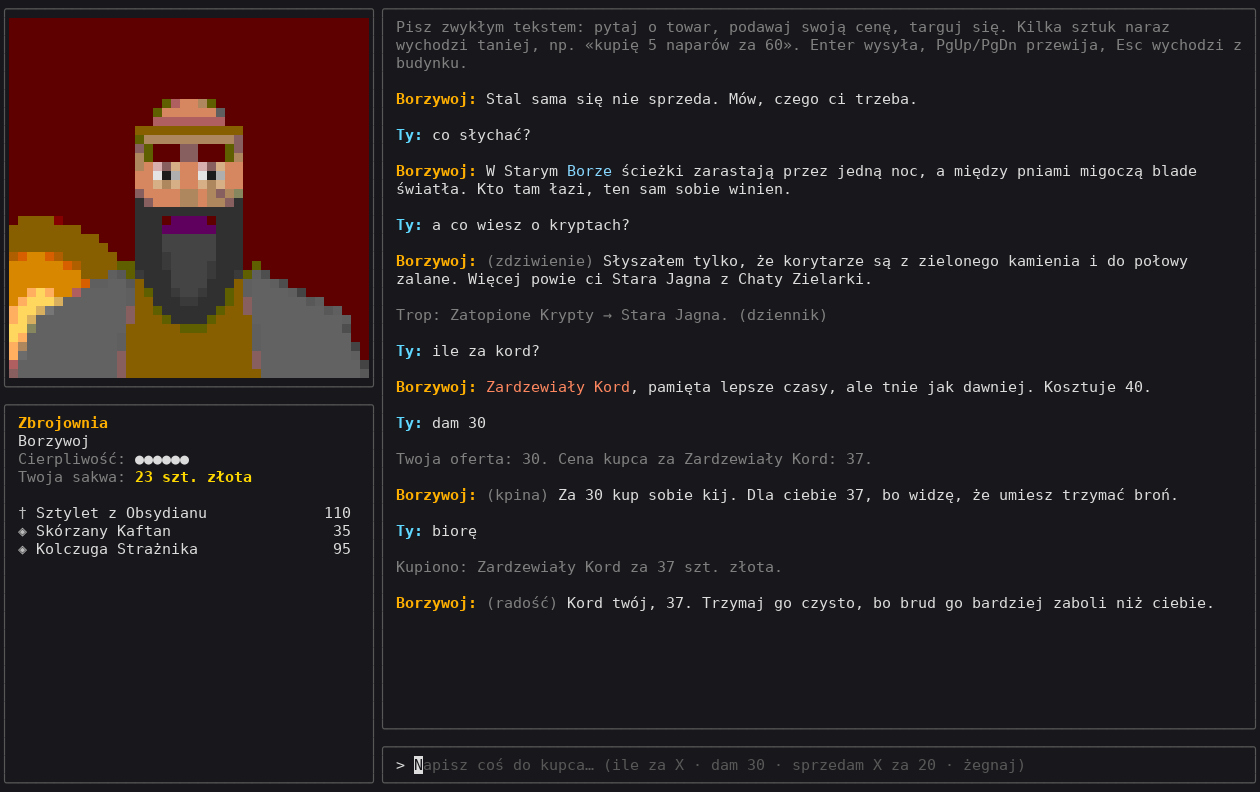 Pisz zwykłym tekstem: pytaj o towar, podawaj swoją cenę, targuj się. Kilka sztuk naraz
wychodzi taniej, np. «kupię 5 naparów za 60». Enter wysyła, PgUp/PgDn przewija, Esc wychodzi z
budynku.
Borzywoj: Stal sama się nie sprzeda. Mów, czego ci trzeba.
Ty: co słychać?
Borzywoj: W Starym Borze ścieżki zarastają przez jedną noc, a między pniami migoczą blade
światła. Kto tam łazi, ten sam sobie winien.
Ty: a co wiesz o kryptach?
Borzywoj: (zdziwienie) Słyszałem tylko, że korytarze są z zielonego kamienia i do połowy
zalane. Więcej powie ci Stara Jagna z Chaty Zielarki.
Trop: Zatopione Krypty → Stara Jagna. (dziennik)
Ty: ile za kord?
Borzywoj: Zardzewiały Kord, pamięta lepsze czasy, ale tnie jak dawniej. Kosztuje 40.
Ty: dam 30
Twoja oferta: 30. Cena kupca za Zardzewiały Kord: 37.
Borzywoj: (kpina) Za 30 kup sobie kij. Dla ciebie 37, bo widzę, że umiesz trzymać broń.
Ty: biorę
Kupiono: Zardzewiały Kord za 37 szt. złota.
Borzywoj: (radość) Kord twój, 37. Trzymaj go czysto, bo brud go bardziej zaboli niż ciebie.
Zbrojownia
Borzywoj
Cierpliwość: ●●●●●●
Twoja sakwa: 23 szt. złota
† Sztylet z Obsydianu 110
◈ Skórzany Kaftan 35
◈ Kolczuga Strażnika 95
> Napisz coś do kupca… (ile za X · dam 30 · sprzedam X za 20 · żegnaj)